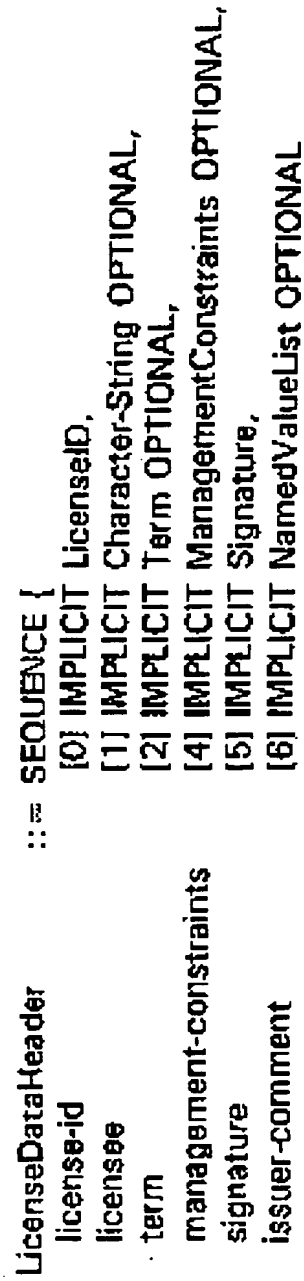 LicenseDataHeader ::= SEQUENCE {
license-id [0] IMPLICIT LicenseID,
licensee [1] IMPLICIT Character-String OPTIONAL,
term [2] IMPLICIT Term OPTIONAL,
management-constraints [4] IMPLICIT ManagementConstraints OPTIONAL,
signature [5] IMPLICIT Signature,
issuer-comment [6] IMPLICIT NamedValueList OPTIONAL